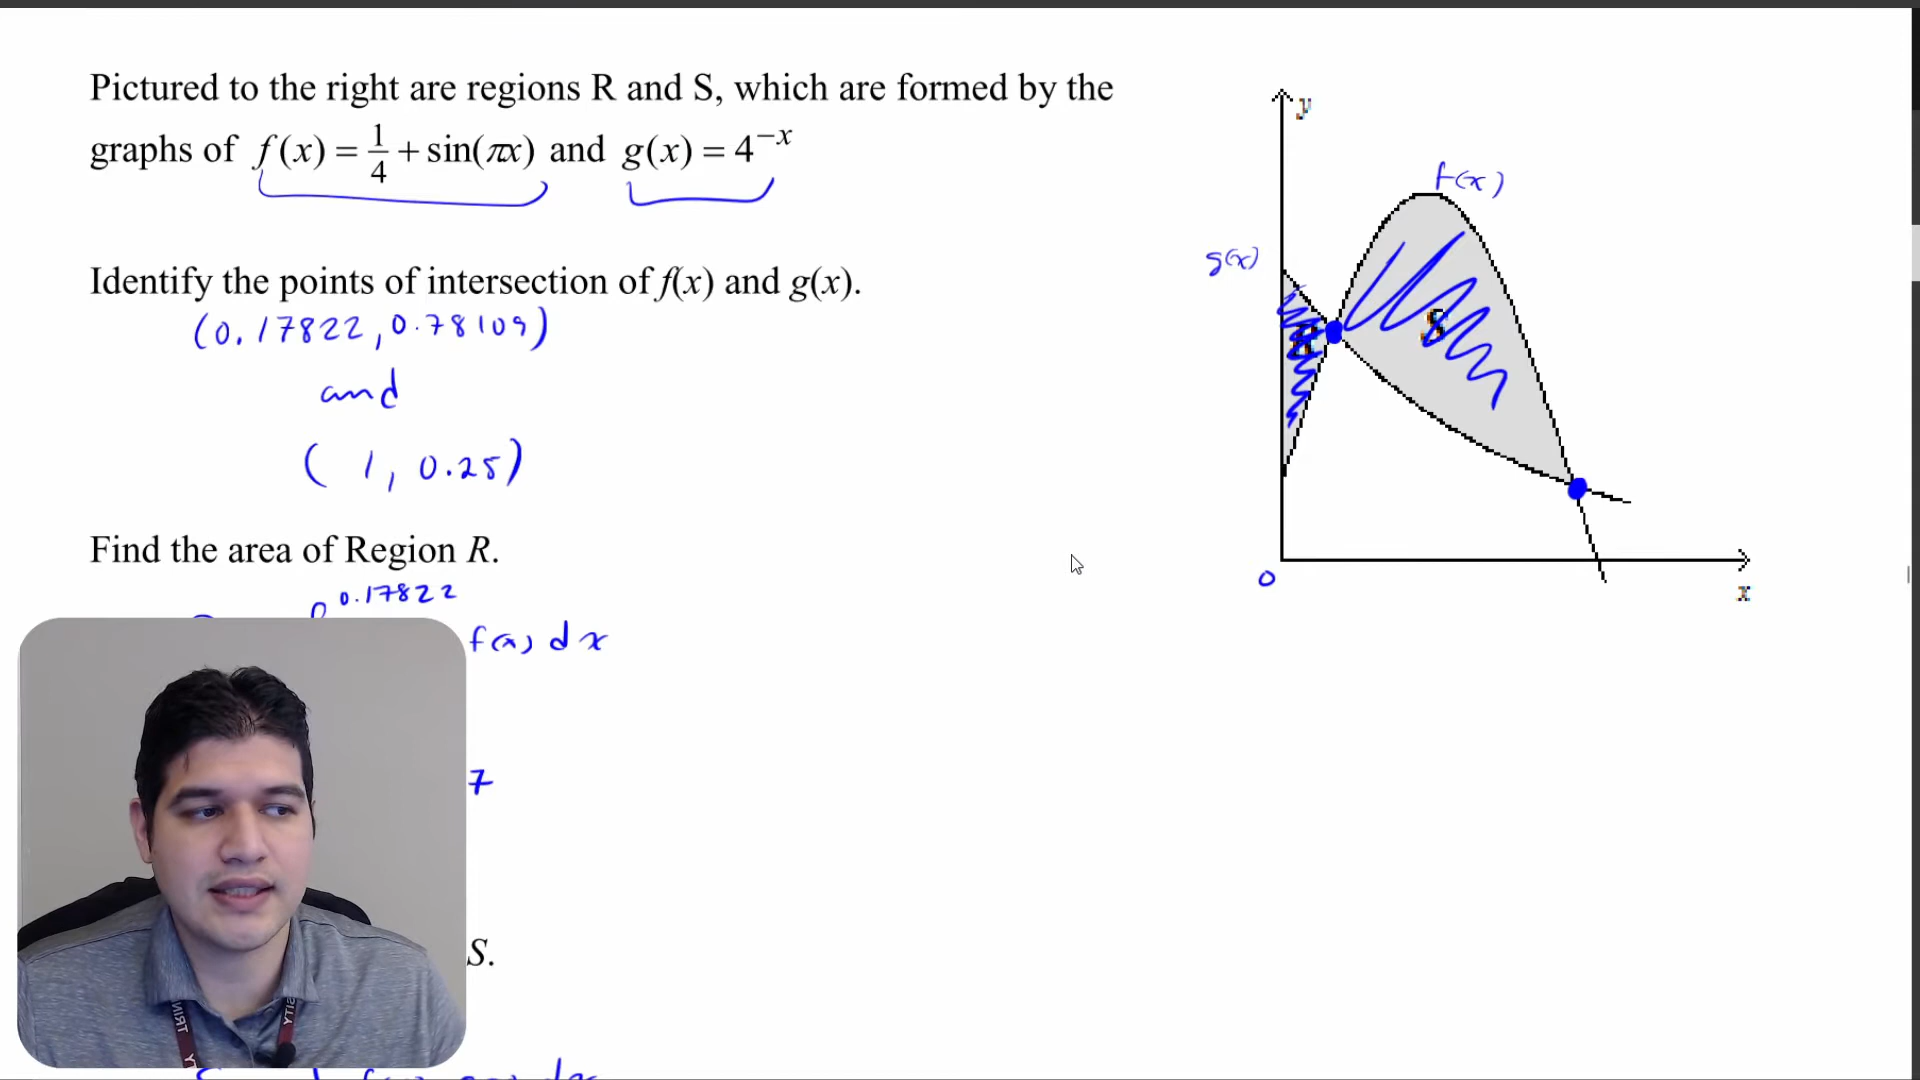 Pictured to the right are regions R and S, which are formed by the
graphs of f(x) = 1/4 + sin(πx) and g(x) = 4^{-x}
Identify the points of intersection of f(x) and g(x).
(0.17822, 0.78109)
and
(1, 0.25)
Find the area of Region R.
0.17822
f(x) dx
7
S.
y
f(x)
g(x)
R
S
0
x